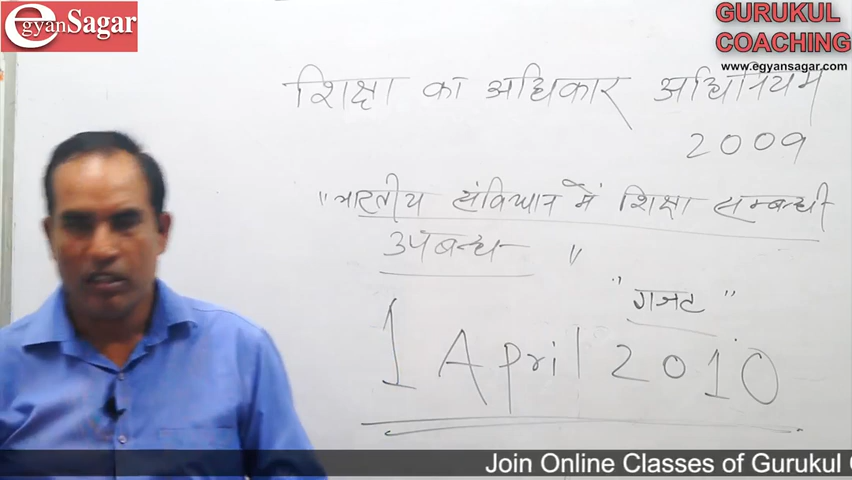 egyanSagar
GURUKUL
COACHING
www.egyansagar.com
शिक्षा का अधिकार अधिनियम
2009
"भारतीय संविधान में शिक्षा सम्बन्धी
उपबन्ध"
"गजट"
1 April 2010
Join Online Classes of Gurukul